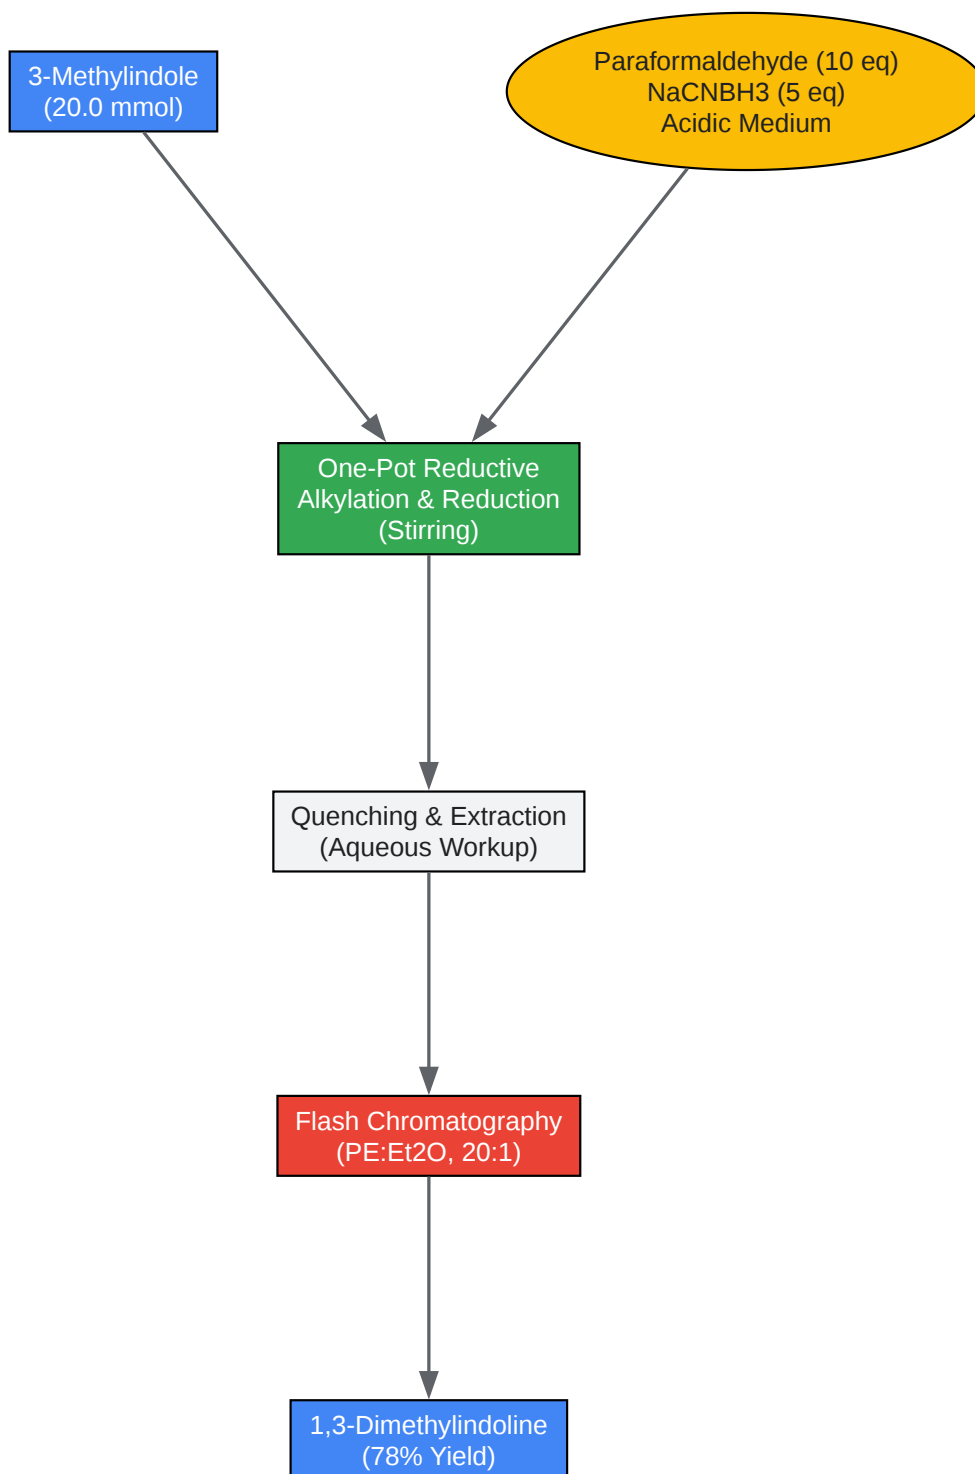 3-Methylindole
(20.0 mmol)
Paraformaldehyde (10 eq)
NaCNBH3 (5 eq)
Acidic Medium
One-Pot Reductive
Alkylation & Reduction
(Stirring)
Quenching & Extraction
(Aqueous Workup)
Flash Chromatography
(PE:Et2O, 20:1)
1,3-Dimethylindoline
(78% Yield)